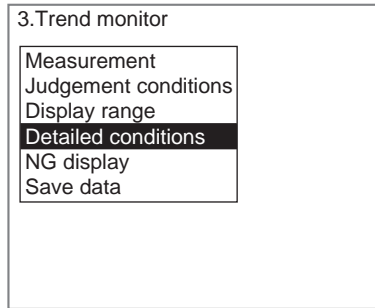 3.Trend monitor
Measurement
Judgement conditions
Display range
Detailed conditions
NG display
Save data